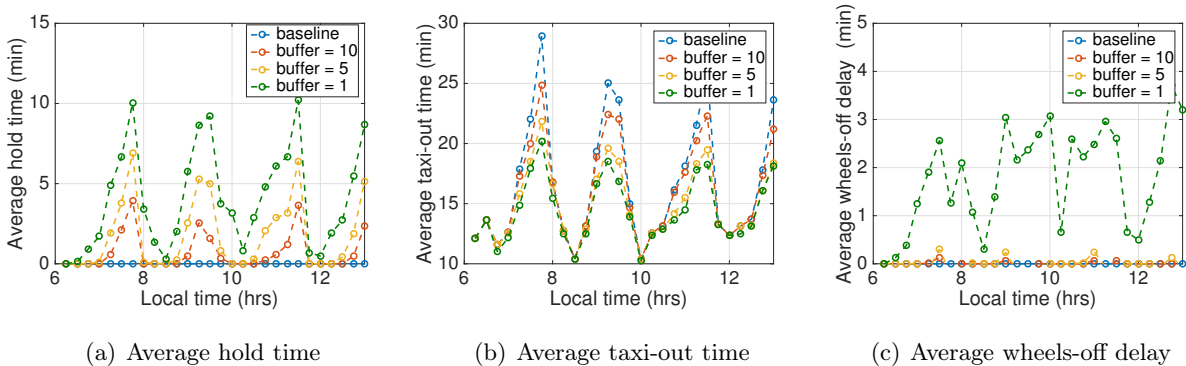 15
10
5
0
6
8
10
12
Average hold time (min)
Local time (hrs)
baseline
buffer = 10
buffer = 5
buffer = 1
(a) Average hold time
30
25
20
15
10
6
8
10
12
Average taxi-out time (min)
Local time (hrs)
baseline
buffer = 10
buffer = 5
buffer = 1
(b) Average taxi-out time
5
4
3
2
1
0
6
8
10
12
Average wheels-off delay (min)
Local time (hrs)
baseline
buffer = 10
buffer = 5
buffer = 1
(c) Average wheels-off delay